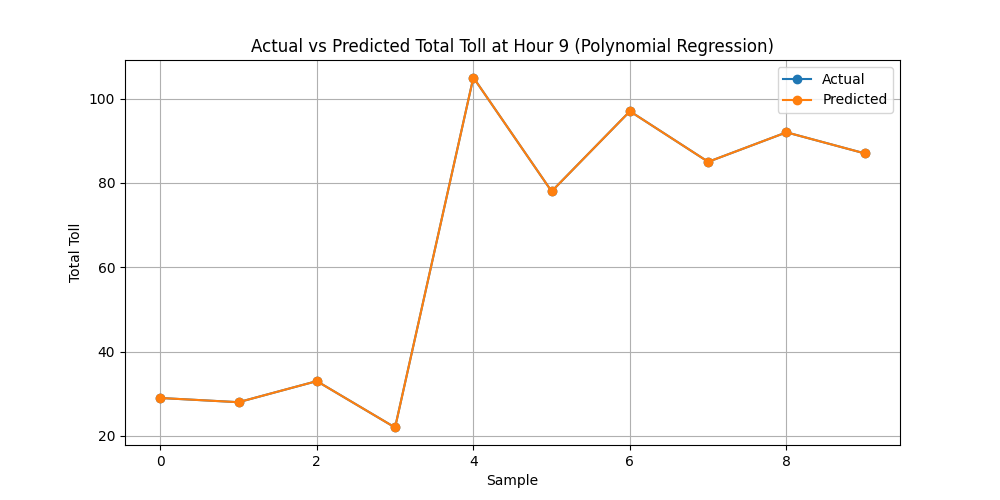 Actual vs Predicted Total Toll at Hour 9 (Polynomial Regression)
Actual
Predicted
100
80
60
40
20
Total Toll
0 2 4 6 8
Sample